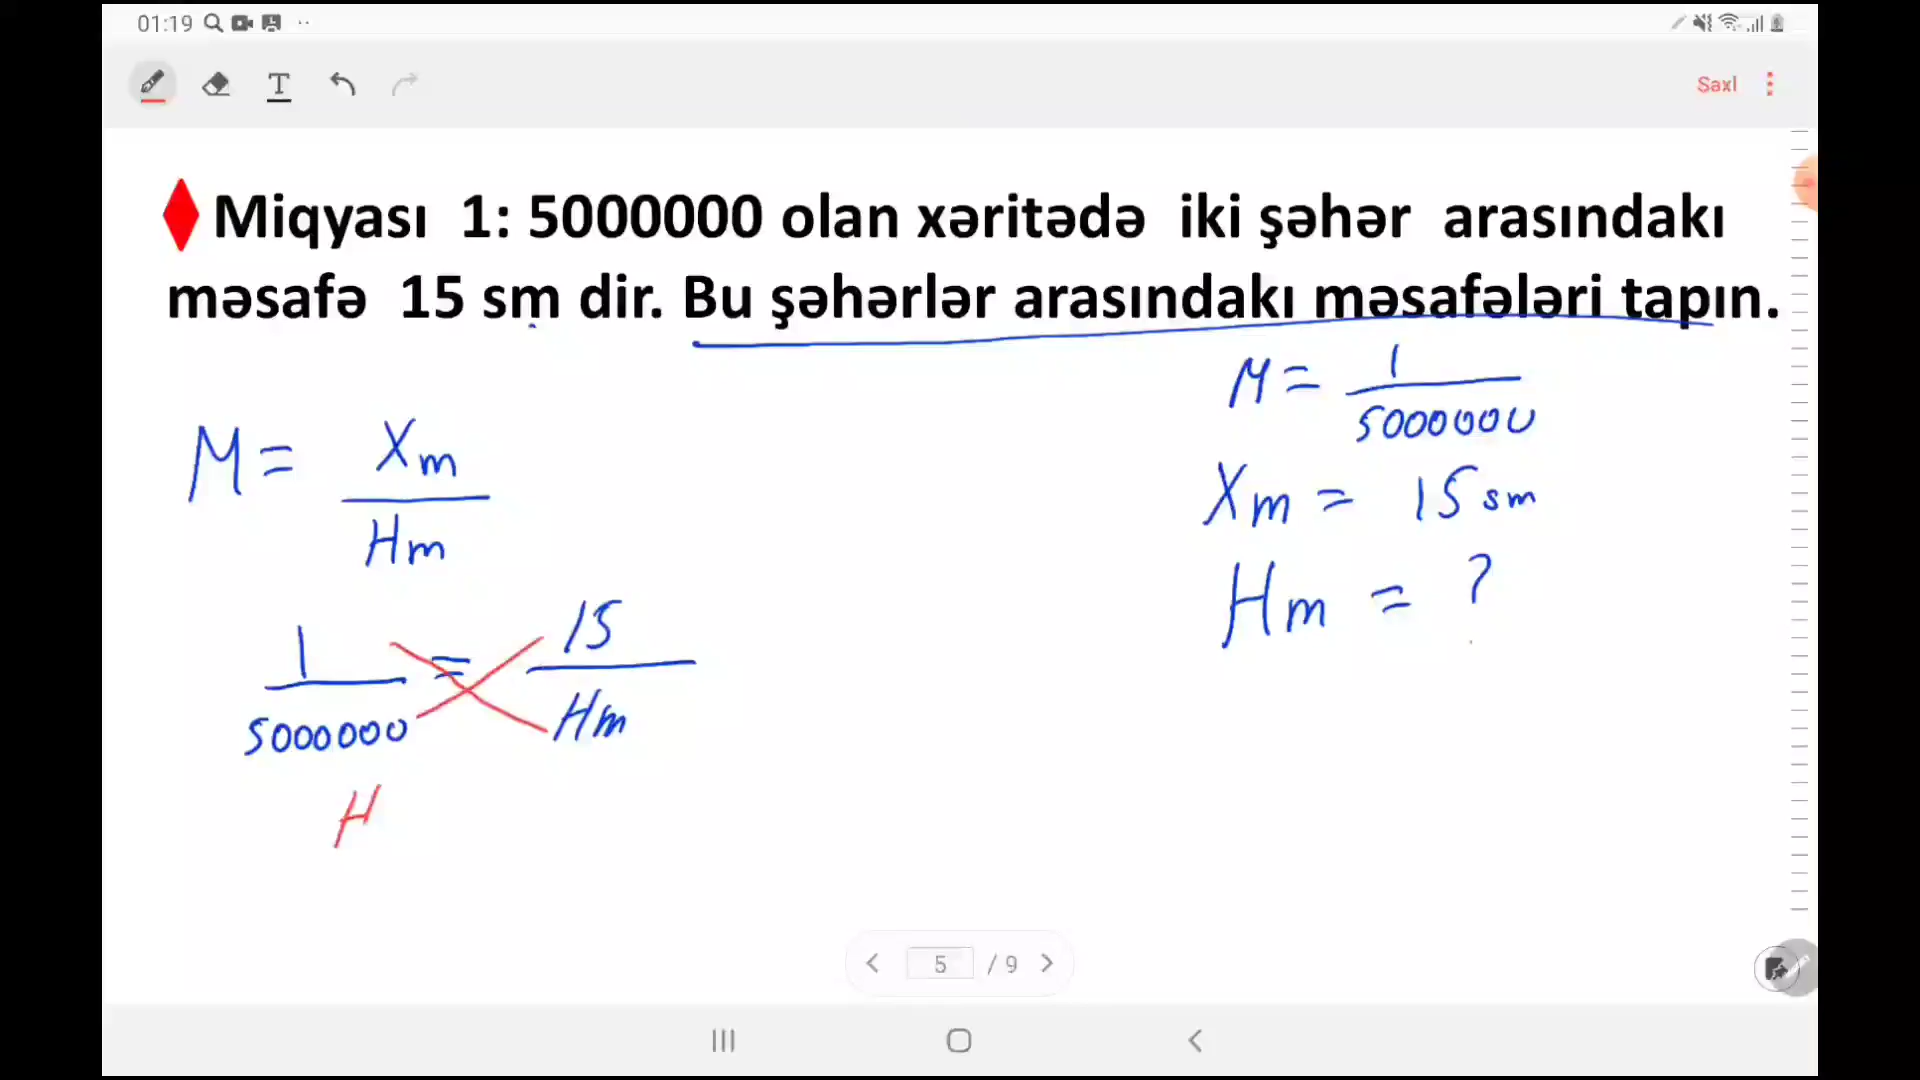 01:19
T
Saxl
Miqyası 1: 5000000 olan xəritədə iki şəhər arasındakı
məsafə 15 sm dir. Bu şəhərlər arasındakı məsafələri tapın.
M = 1
5000000
M = Xm
Hm
Xm = 15 sm
Hm = ?
1 = 15
5000000 Hm
H
5 / 9